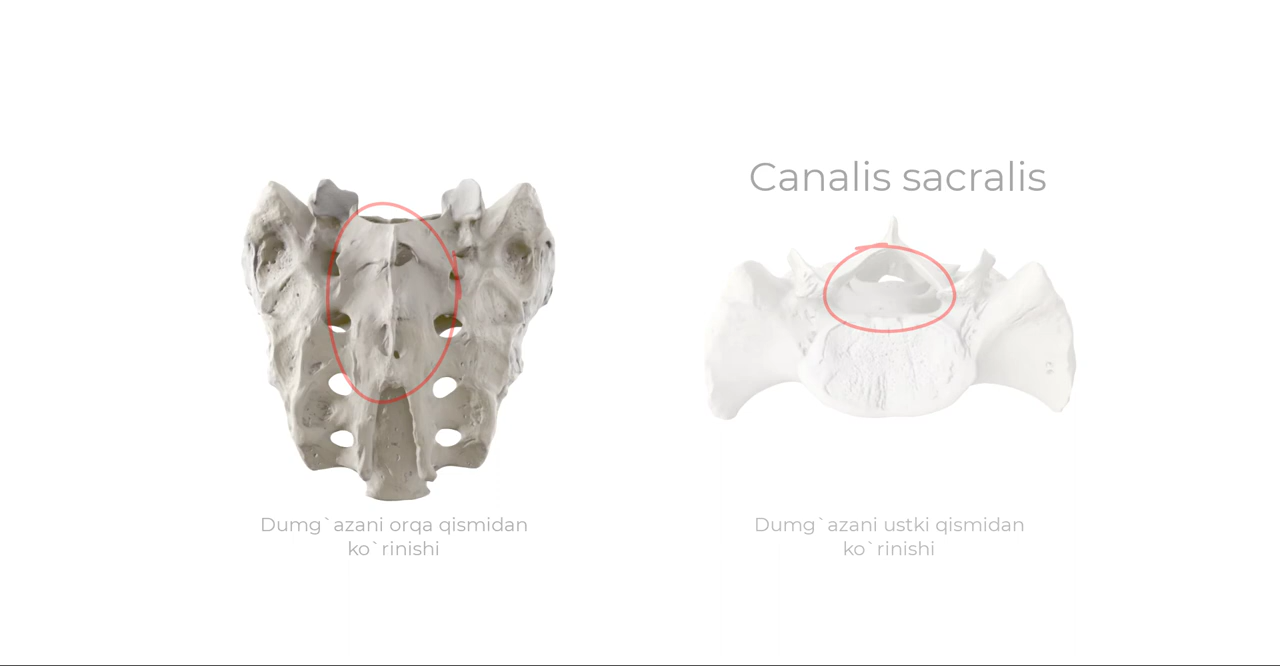 Canalis sacralis
Dumg`azani orqa qismidan
ko`rinishi
Dumg`azani ustki qismidan
ko`rinishi